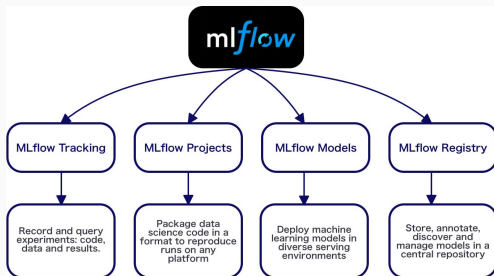 mlflow
MLflow Tracking
MLflow Projects
MLflow Models
MLflow Registry
Record and query
experiments: code,
data and results.
Package data
science code in a
format to reproduce
runs on any
platform
Deploy machine
learning models in
diverse serving
environments
Store, annotate,
discover and
manage models in a
central repository